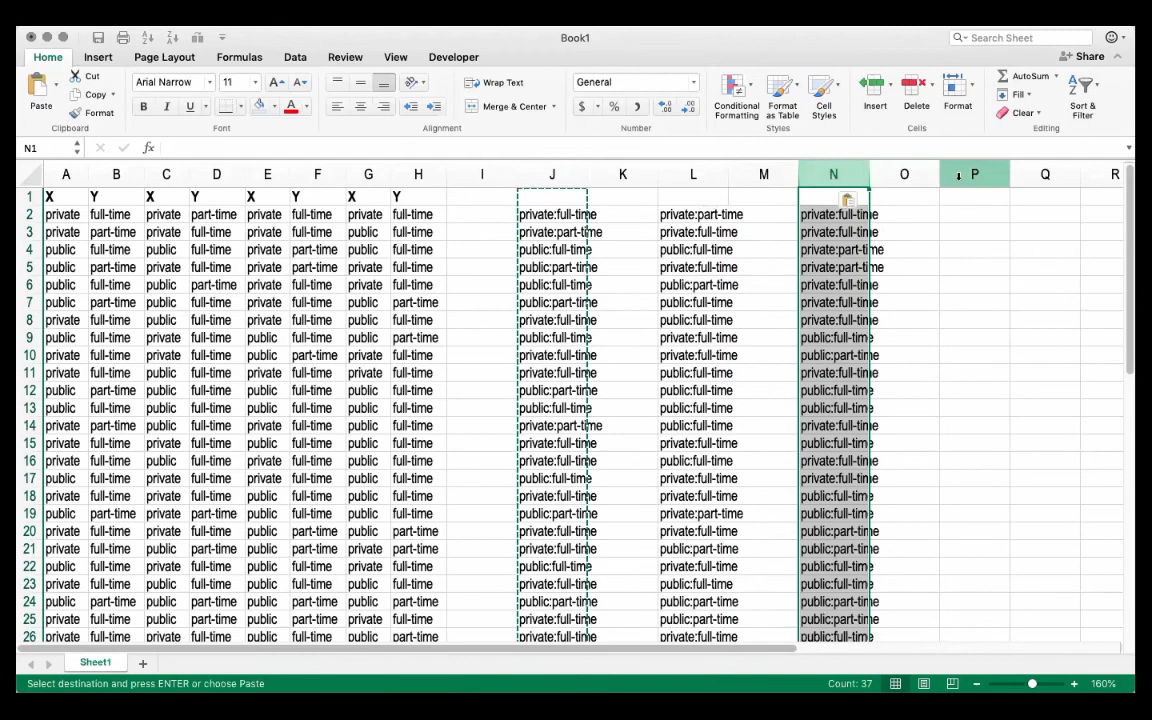 Book1
Search Sheet
Home Insert Page Layout Formulas Data Review View Developer
Share
Paste Cut Copy Format
Clipboard
Arial Narrow 11 A A
B I U A
Font
Wrap Text
Merge & Center
Alignment
General
$ % )
Number
Conditional Formatting Format as Table Cell Styles
Styles
Insert Delete Format
Cells
AutoSum
Fill
Clear
Sort & Filter
Editing
N1 fx
A B C D E F G H I J K L M N O P Q R
1 X Y X Y X Y X Y
2 private full-time private part-time private full-time private full-time private:full-time private:part-time private:full-time
3 private part-time private full-time private full-time public full-time private:part-time private:full-time private:full-time
4 public full-time public full-time private part-time public full-time public:full-time public:full-time private:part-time
5 public part-time private full-time private part-time private full-time public:part-time private:full-time private:part-time
6 public full-time public part-time private full-time public full-time public:full-time public:part-time private:full-time
7 public part-time public full-time private full-time public part-time public:part-time public:full-time private:full-time
8 private full-time public full-time private full-time public full-time private:full-time public:full-time private:full-time
9 public full-time private full-time public full-time public part-time public:full-time private:full-time public:full-time
10 private full-time private full-time public part-time private full-time private:full-time private:full-time public:part-time
11 private full-time public full-time private full-time private full-time private:full-time public:full-time private:full-time
12 public part-time public full-time public full-time public full-time public:part-time public:full-time public:full-time
13 public full-time public full-time public full-time public full-time public:full-time public:full-time public:full-time
14 private part-time public full-time private full-time public full-time private:part-time public:full-time private:full-time
15 private full-time private full-time public full-time public full-time private:full-time private:full-time public:full-time
16 private full-time public full-time private full-time public full-time private:full-time public:full-time private:full-time
17 public full-time private full-time private full-time public full-time public:full-time private:full-time private:full-time
18 private full-time private full-time public full-time public full-time private:full-time private:full-time public:full-time
19 public part-time private part-time public full-time public full-time public:part-time private:part-time public:full-time
20 private full-time private full-time public part-time public part-time private:full-time private:full-time public:part-time
21 private full-time public part-time public part-time private part-time private:full-time public:part-time public:part-time
22 public full-time private full-time public full-time private full-time public:full-time private:full-time public:full-time
23 private full-time public full-time public full-time public full-time private:full-time public:full-time public:full-time
24 public part-time public part-time public part-time public part-time public:part-time public:part-time public:part-time
25 private full-time public part-time public part-time private full-time private:full-time public:part-time public:part-time
26 private full-time private full-time public full-time public part-time private:full-time private:full-time public:full-time
Sheet1 +
Select destination and press ENTER or choose Paste Count: 37 − + 160%